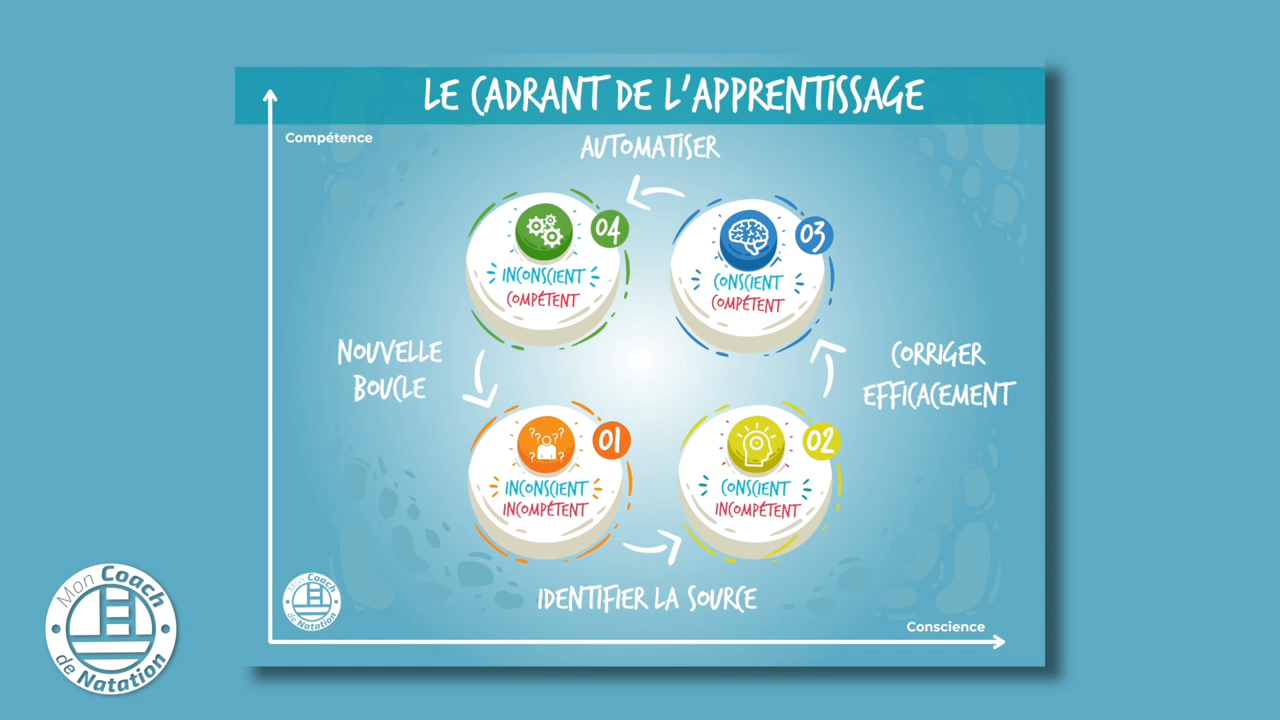 LE CADRANT DE L'APPRENTISSAGE
Compétence
AUTOMATISER
04
INCONSCIENT
COMPÉTENT
03
CONSCIENT
COMPÉTENT
NOUVELLE
BOUCLE
CORRIGER
EFFICACEMENT
????
01
INCONSCIENT
INCOMPÉTENT
02
CONSCIENT
INCOMPÉTENT
IDENTIFIER LA SOURCE
Conscience
Mon Coach
de Natation
Mon Coach
de Natation